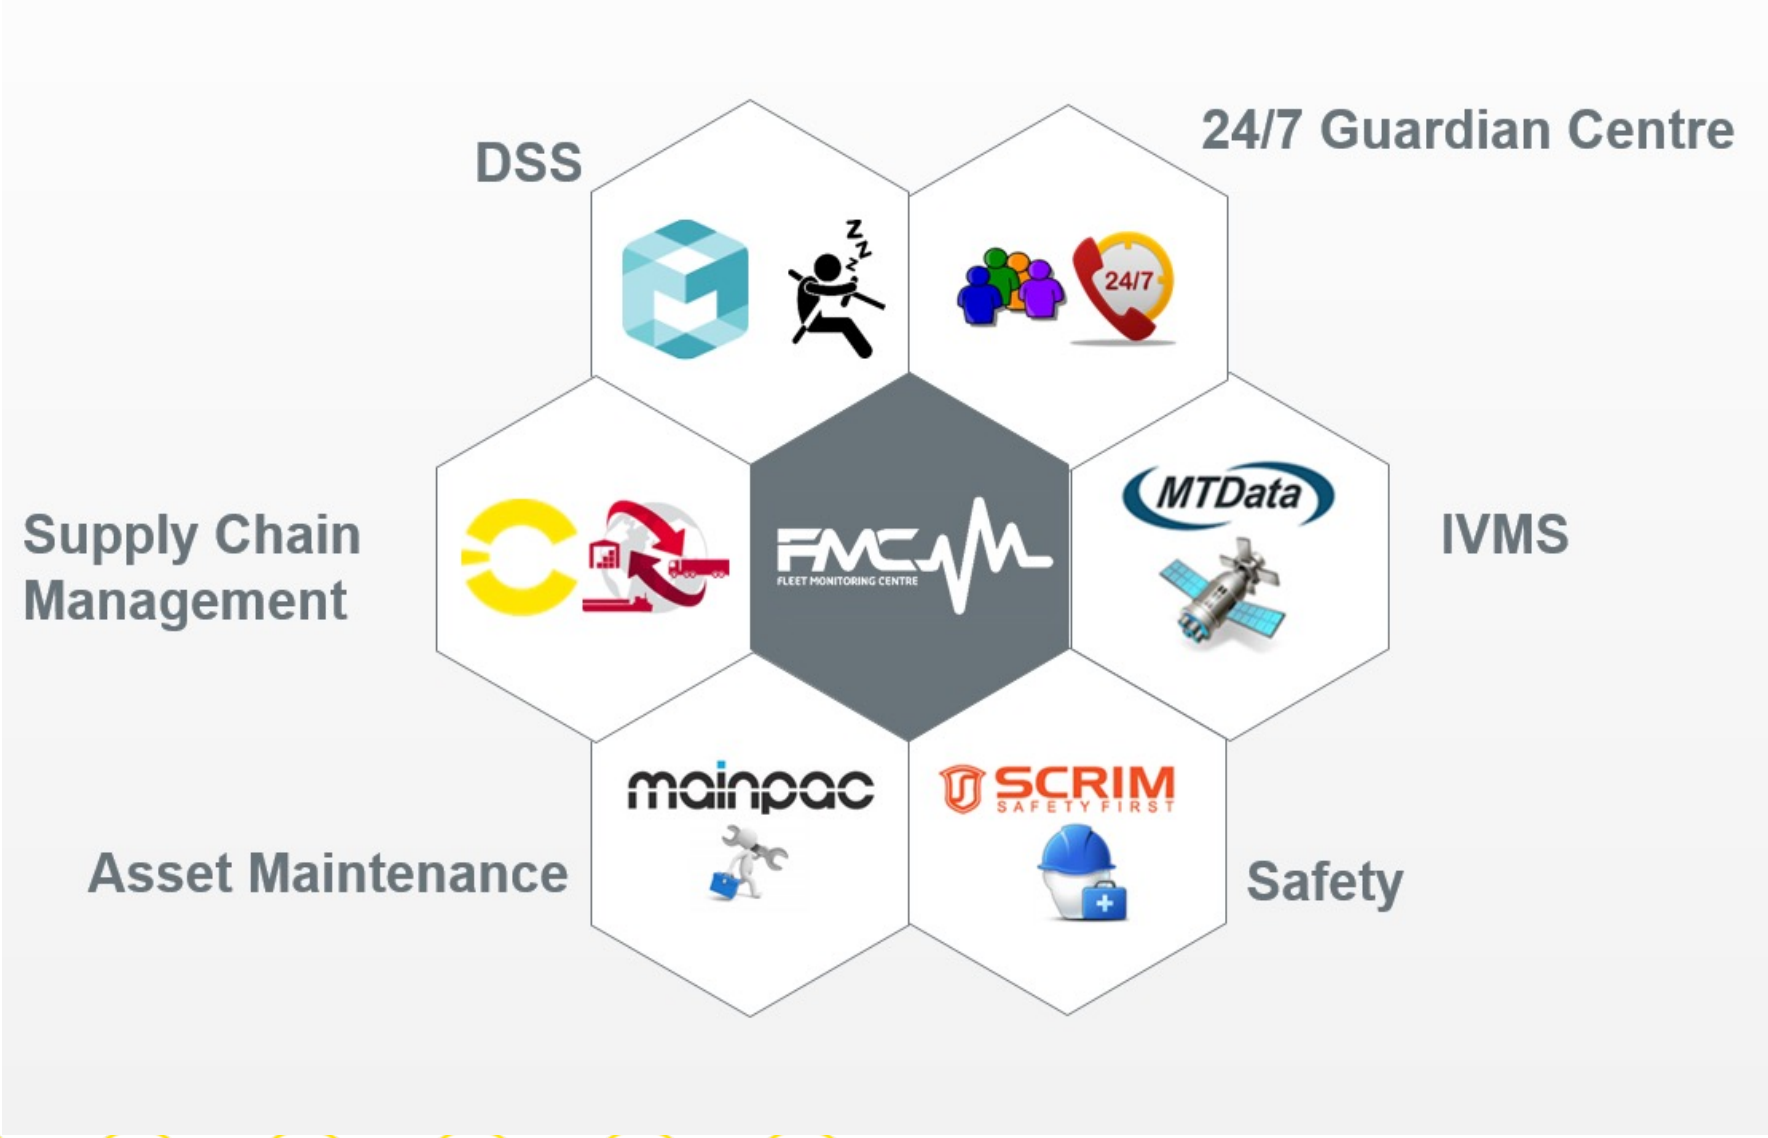 24/7 Guardian Centre
DSS
Z
Z
Z
24/7
MTData
Supply Chain
Management
FMC
FLEET MONITORING CENTRE
IVMS
mainpac
SCRIM
SAFETY FIRST
Asset Maintenance
Safety